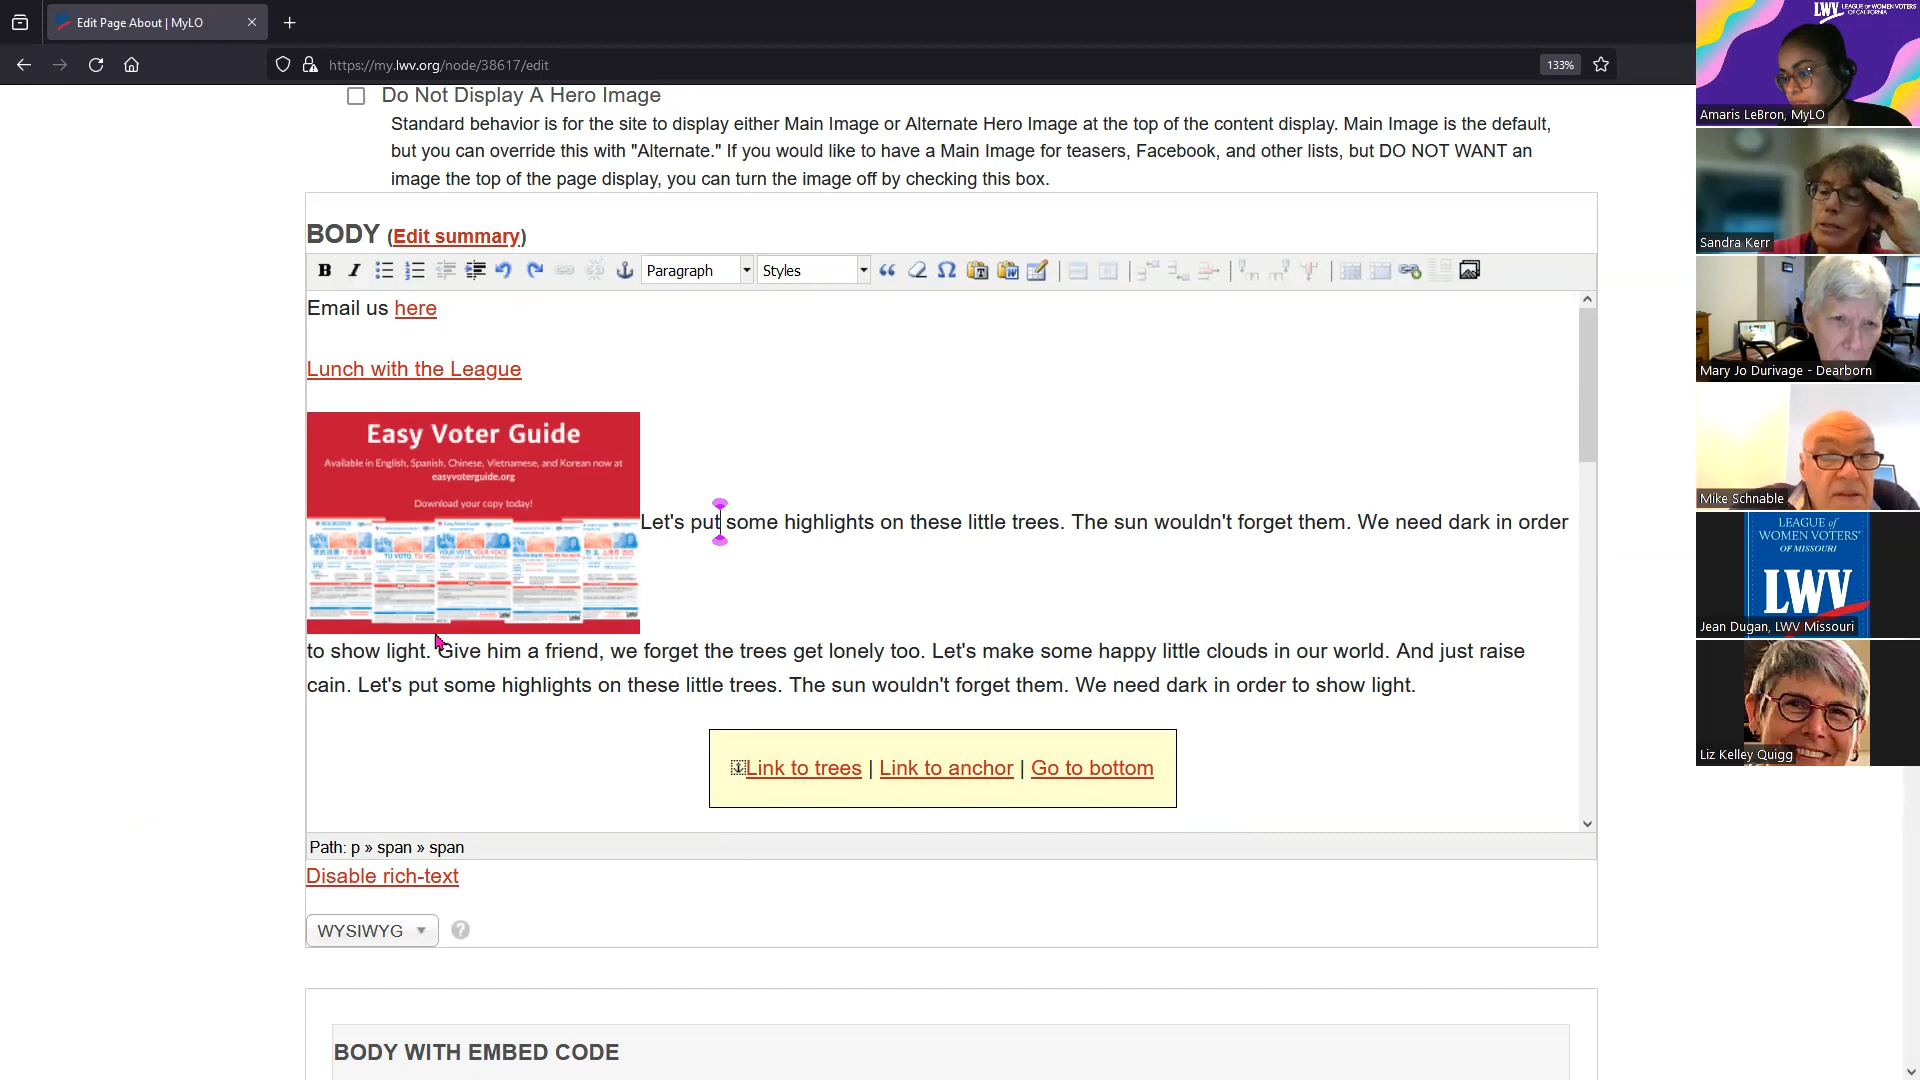 Edit Page About | MyLO
https://my.lwv.org/node/38617/edit
133%
Do Not Display A Hero Image
Standard behavior is for the site to display either Main Image or Alternate Hero Image at the top of the content display. Main Image is the default,
but you can override this with "Alternate." If you would like to have a Main Image for teasers, Facebook, and other lists, but DO NOT WANT an
image the top of the page display, you can turn the image off by checking this box.
BODY (Edit summary)
B I Paragraph Styles
Email us here
Lunch with the League
Easy Voter Guide
Available in English, Spanish, Chinese, Vietnamese, and Korean now at
easyvoterguide.org
Download your copy today!
Let's put some highlights on these little trees. The sun wouldn't forget them. We need dark in order
to show light. Give him a friend, we forget the trees get lonely too. Let's make some happy little clouds in our world. And just raise
cain. Let's put some highlights on these little trees. The sun wouldn't forget them. We need dark in order to show light.
Link to trees | Link to anchor | Go to bottom
Path: p » span » span
Disable rich-text
WYSIWYG
BODY WITH EMBED CODE
LWV LEAGUE OF WOMEN VOTERS
OF CALIFORNIA
Amaris LeBron, MyLO
Sandra Kerr
Mary Jo Durivage - Dearborn
Mike Schnable
LEAGUE of
WOMEN VOTERS
OF MISSOURI
LWV
Jean Dugan, LWV Missouri
Liz Kelley Quigg